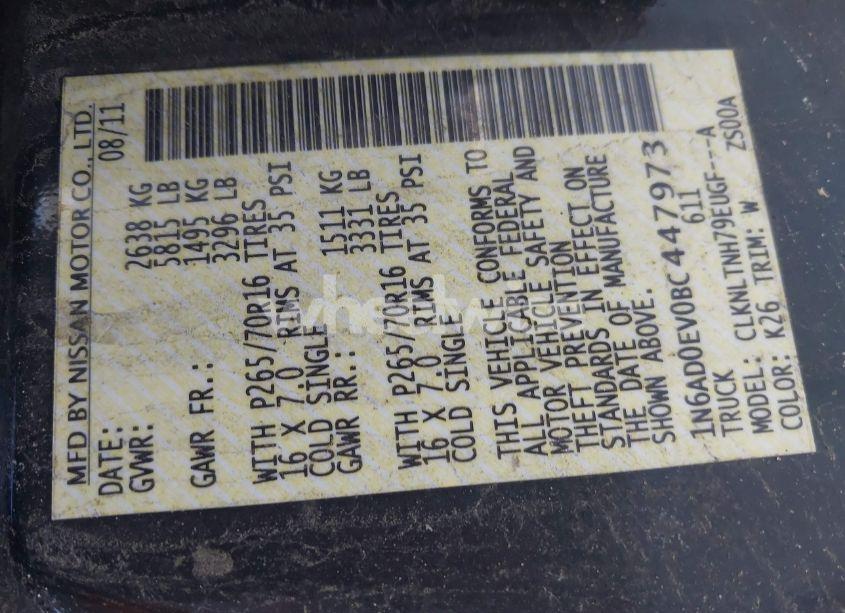 MFD BY NISSAN MOTOR CO., LTD.
DATE: 08/11
GVWR: 2638 KG
5815 LB
GAWR FR.: 1495 KG
3296 LB
WITH P265/70R16 TIRES
16 X 7.0 RIMS AT 35 PSI
COLD SINGLE
GAWR RR.: 1511 KG
3331 LB
WITH P265/70R16 TIRES
16 X 7.0 RIMS AT 35 PSI
COLD SINGLE
THIS VEHICLE CONFORMS TO
ALL APPLICABLE FEDERAL
MOTOR VEHICLE SAFETY AND
THEFT PREVENTION
STANDARDS IN EFFECT ON
THE DATE OF MANUFACTURE
SHOWN ABOVE.
1N6AD0EV0BC447973
TRUCK 611
MODEL: CLKNLTNH79EUGF---A
COLOR: K26 TRIM: W ZS00A